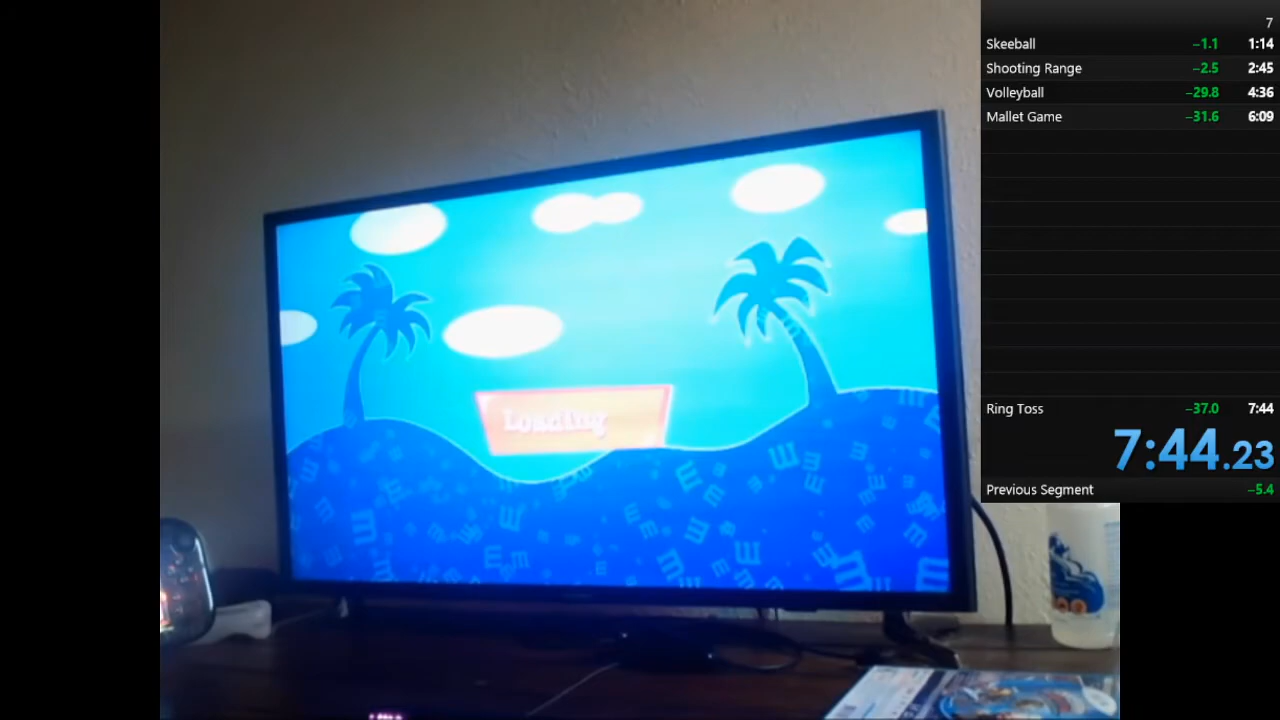 7
Skeeball −1.1 1:14
Shooting Range −2.5 2:45
Volleyball −29.8 4:36
Mallet Game −31.6 6:09
Loading
Ring Toss −37.0 7:44
7:44.23
Previous Segment −5.4